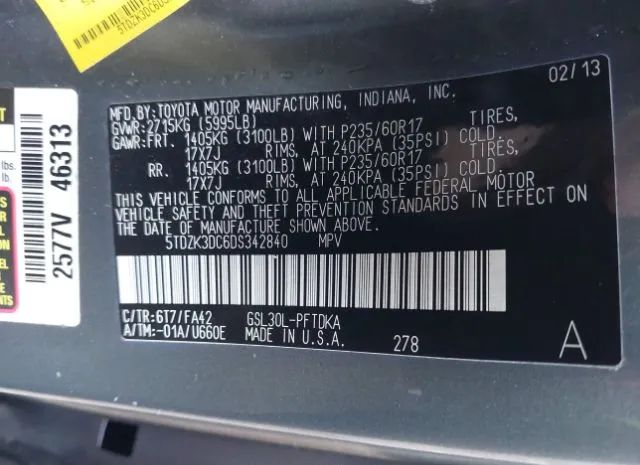 5TDZK3DC6DS
2577V 46313
lbs.
lb.
02/13
MFD.BY:TOYOTA MOTOR MANUFACTURING, INDIANA, INC.
GVWR:2715KG (5995LB)
GAWR:FRT. 1405KG (3100LB) WITH P235/60R17 TIRES,
17X7J RIMS, AT 240KPA (35PSI) COLD.
RR. 1405KG (3100LB) WITH P235/60R17 TIRES,
17X7J RIMS, AT 240KPA (35PSI) COLD.
THIS VEHICLE CONFORMS TO ALL APPLICABLE FEDERAL MOTOR
VEHICLE SAFETY AND THEFT PREVENTION STANDARDS IN EFFECT ON
THE DATE OF MANUFACTURE SHOWN ABOVE.
5TDZK3DC6DS342840 MPV
C/TR:6T7/FA42 GSL30L-PFTDKA
A/TM:-01A/U660E MADE IN U.S.A. 278 A